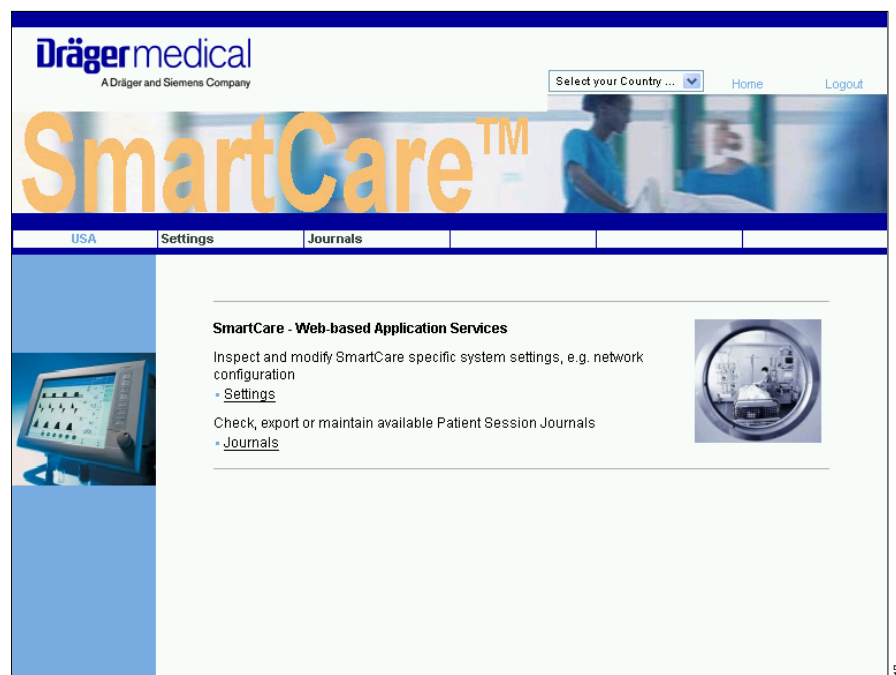 Drägermedical
A Dräger and Siemens Company
Select your Country ...
Home
Logout
SmartCare™
USA
Settings
Journals
SmartCare - Web-based Application Services
Inspect and modify SmartCare specific system settings, e.g. network
configuration
Settings
Check, export or maintain available Patient Session Journals
Journals